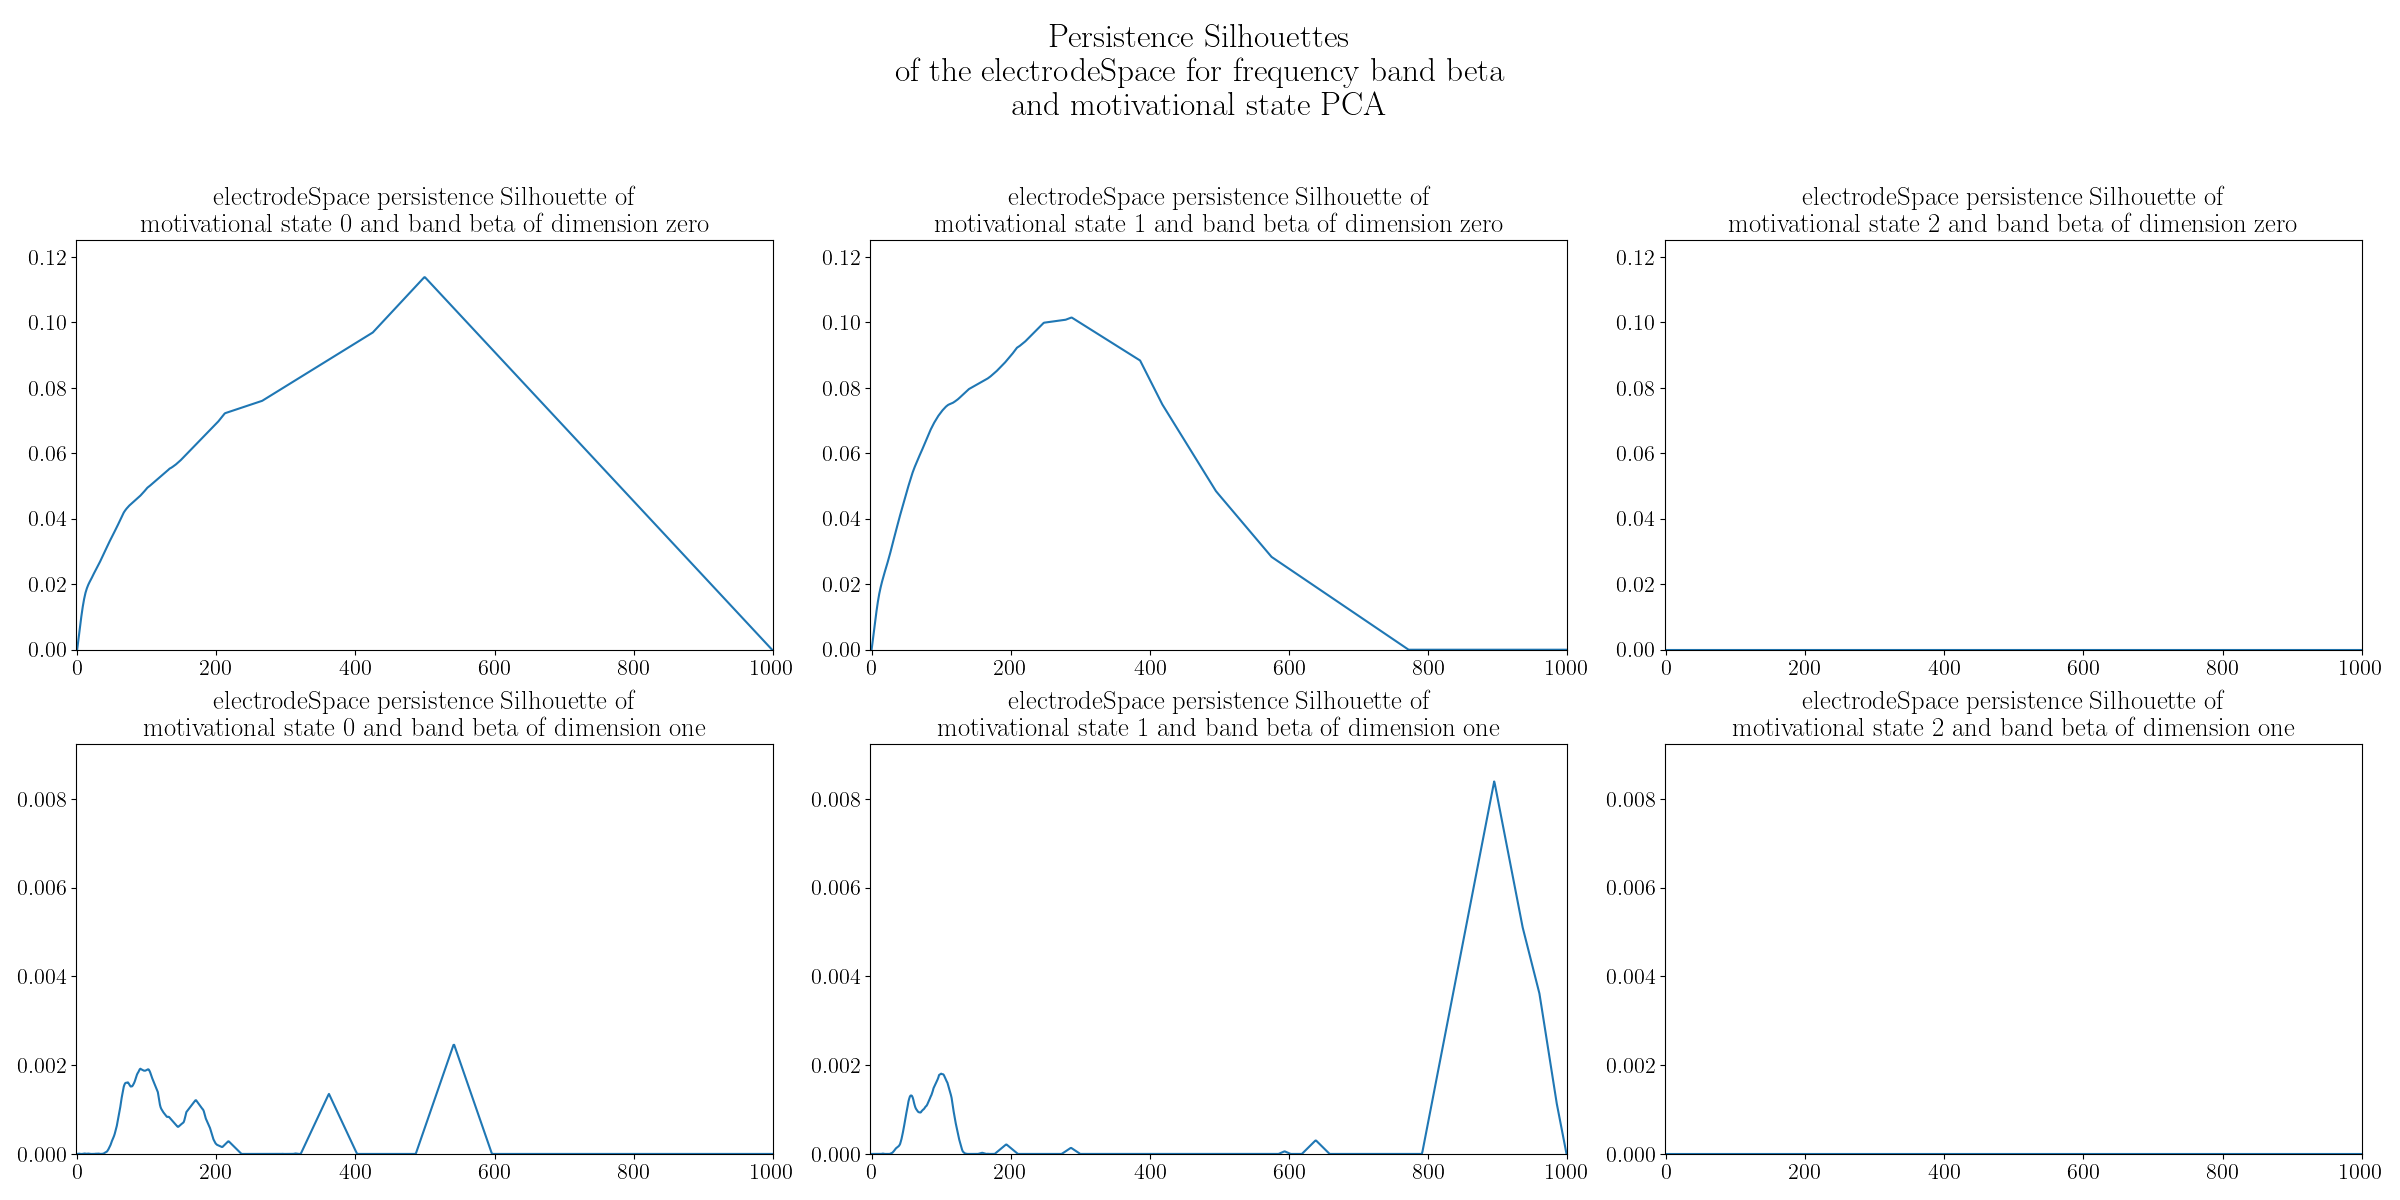 Persistence Silhouettes
of the electrodeSpace for frequency band beta
and motivational state PCA
electrodeSpace persistence Silhouette of
motivational state 0 and band beta of dimension zero
0.12
0.10
0.08
0.06
0.04
0.02
0.00
0 200 400 600 800 1000
electrodeSpace persistence Silhouette of
motivational state 1 and band beta of dimension zero
0.12
0.10
0.08
0.06
0.04
0.02
0.00
0 200 400 600 800 1000
electrodeSpace persistence Silhouette of
motivational state 2 and band beta of dimension zero
0.12
0.10
0.08
0.06
0.04
0.02
0.00
0 200 400 600 800 1000
electrodeSpace persistence Silhouette of
motivational state 0 and band beta of dimension one
0.008
0.006
0.004
0.002
0.000
0 200 400 600 800 1000
electrodeSpace persistence Silhouette of
motivational state 1 and band beta of dimension one
0.008
0.006
0.004
0.002
0.000
0 200 400 600 800 1000
electrodeSpace persistence Silhouette of
motivational state 2 and band beta of dimension one
0.008
0.006
0.004
0.002
0.000
0 200 400 600 800 1000